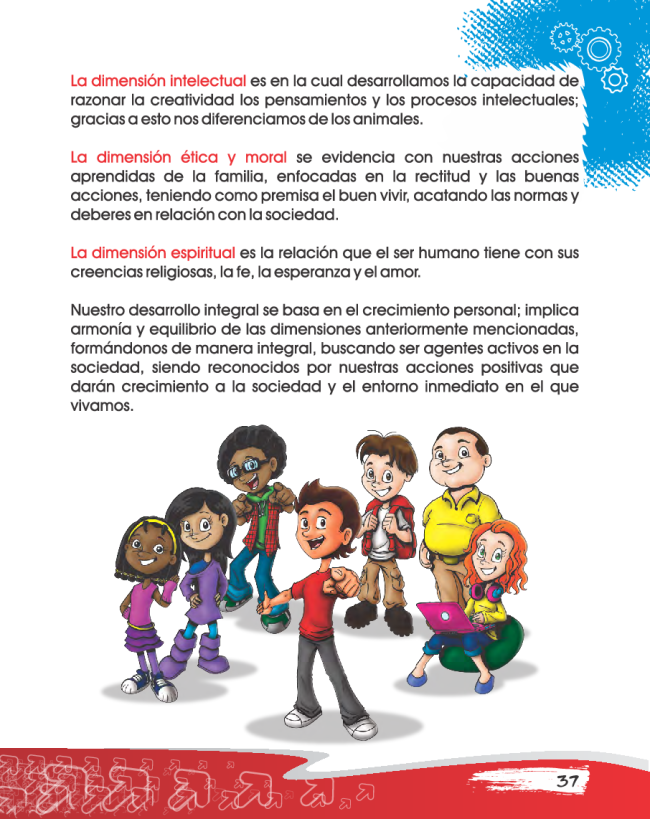 La dimensión intelectual es en la cual desarrollamos la capacidad de
razonar la creatividad los pensamientos y los procesos intelectuales;
gracias a esto nos diferenciamos de los animales.
La dimensión ética y moral se evidencia con nuestras acciones
aprendidas de la familia, enfocadas en la rectitud y las buenas
acciones, teniendo como premisa el buen vivir, acatando las normas y
deberes en relación con la sociedad.
La dimensión espiritual es la relación que el ser humano tiene con sus
creencias religiosas, la fe, la esperanza y el amor.
Nuestro desarrollo integral se basa en el crecimiento personal; implica
armonía y equilibrio de las dimensiones anteriormente mencionadas,
formándonos de manera integral, buscando ser agentes activos en la
sociedad, siendo reconocidos por nuestras acciones positivas que
darán crecimiento a la sociedad y el entorno inmediato en el que
vivamos.
37